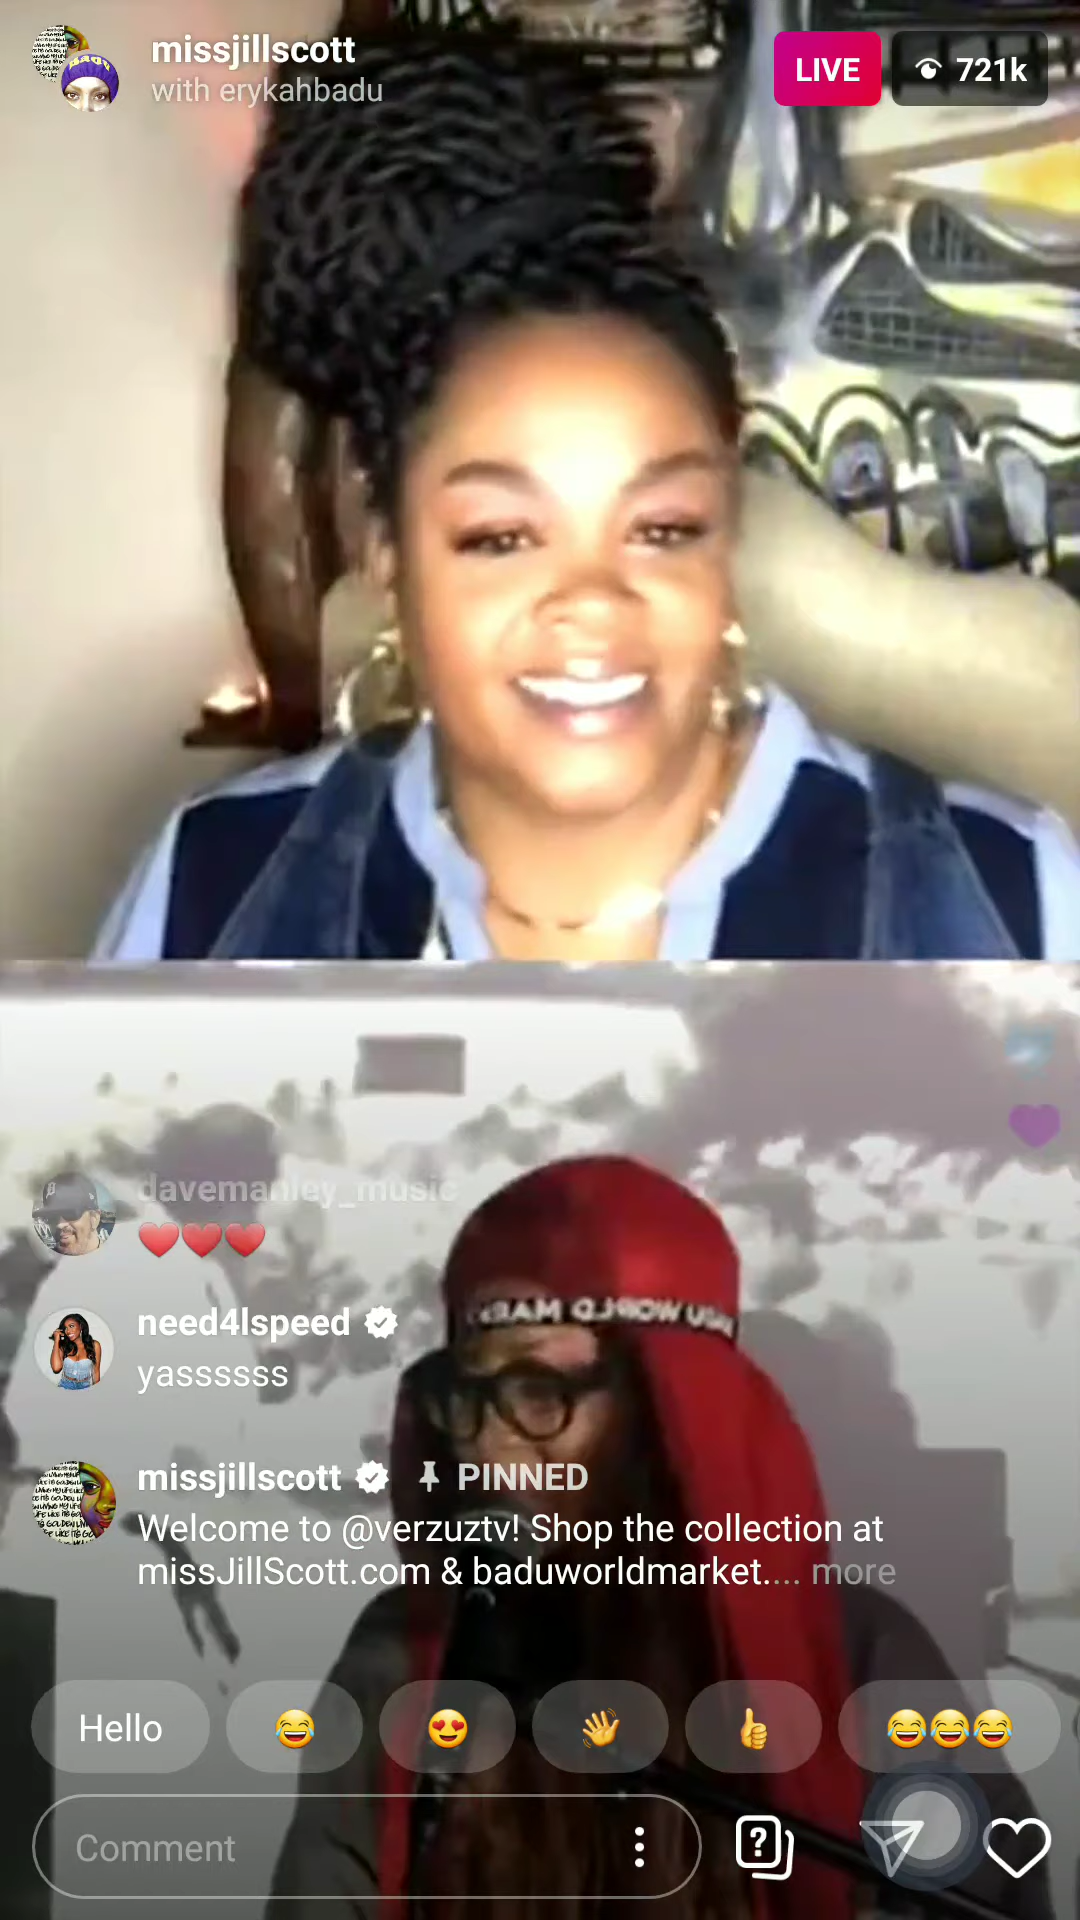 missjillscott
with erykahbadu
LIVE
721k
davemanley_music
❤️❤️❤️
need4lspeed
yassssss
missjillscott PINNED
Welcome to @verzuztv! Shop the collection at
missJillScott.com & baduworldmarket.... more
Hello 😂 😍 👋 👍 😂😂😂
Comment